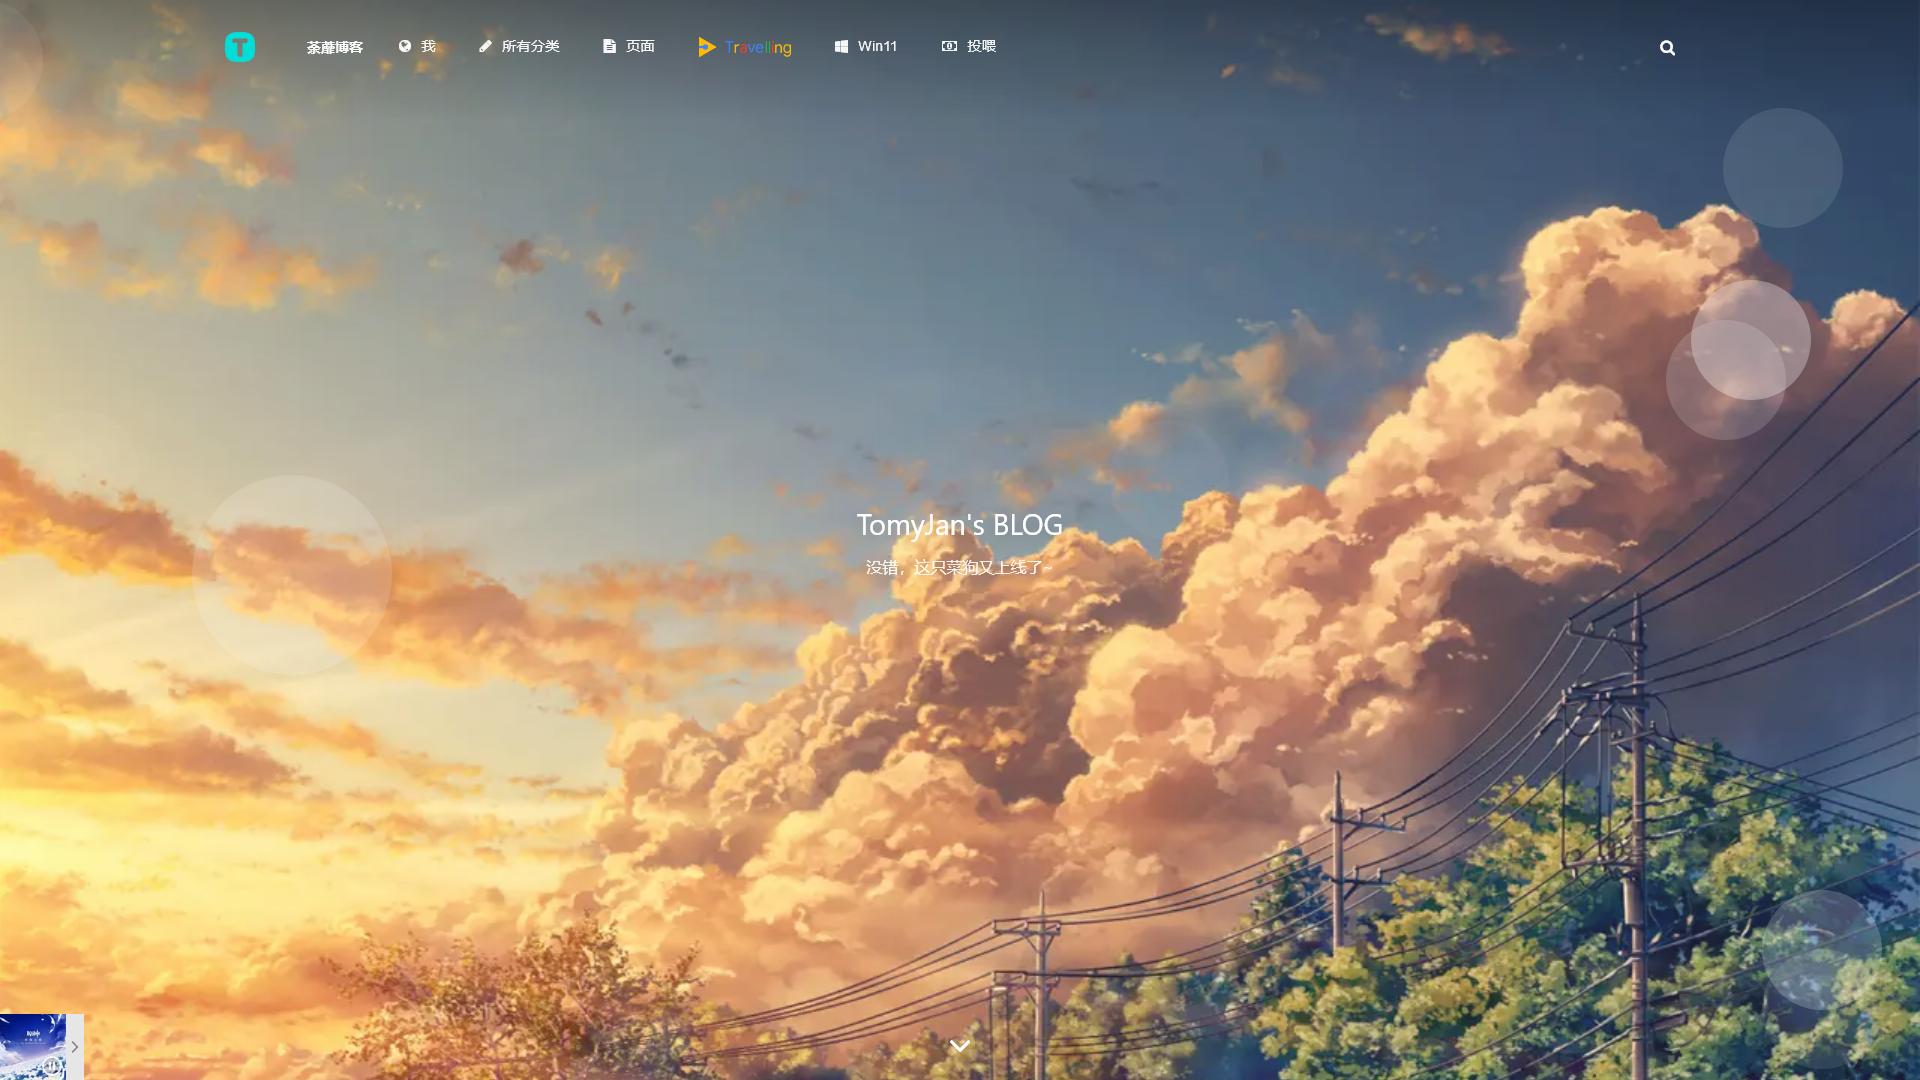 T
荼蘼博客
我
所有分类
页面
Travelling
Win11
投喂
TomyJan's BLOG
没错，这只菜狗又上线了~